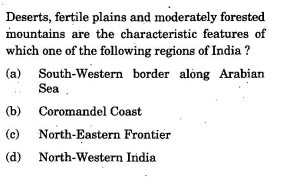 Deserts, fertile plains and moderately forested
mountains are the characteristic features of
which one of the following regions of India ?
(a) South-Western border along Arabian
Sea
(b) Coromandel Coast
(c) North-Eastern Frontier
(d) North-Western India